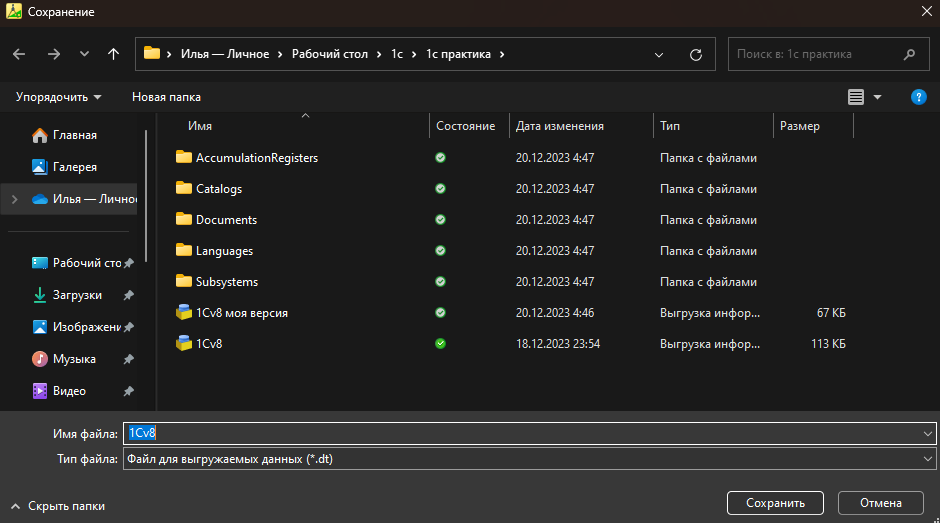 Сохранение
Илья — Личное › Рабочий стол › 1с › 1с практика ›
Поиск в: 1с практика
Упорядочить
Новая папка
Имя
Состояние
Дата изменения
Тип
Размер
Главная
Галерея
Илья — Личное
Рабочий сто
Загрузки
Изображени
Музыка
Видео
AccumulationRegisters 20.12.2023 4:47 Папка с файлами
Catalogs 20.12.2023 4:47 Папка с файлами
Documents 20.12.2023 4:47 Папка с файлами
Languages 20.12.2023 4:47 Папка с файлами
Subsystems 20.12.2023 4:47 Папка с файлами
1Cv8 моя версия 20.12.2023 4:46 Выгрузка инфор... 67 КБ
1Cv8 18.12.2023 23:54 Выгрузка инфор... 113 КБ
Имя файла: 1Cv8
Тип файла: Файл для выгружаемых данных (*.dt)
Скрыть папки
Сохранить
Отмена